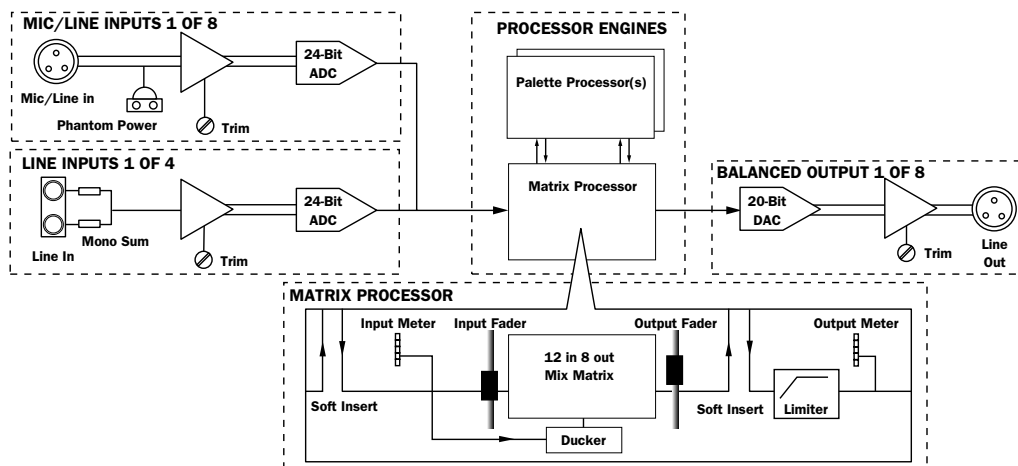 MIC/LINE INPUTS 1 OF 8
24-Bit
ADC
Mic/Line in
Phantom Power
Trim
LINE INPUTS 1 OF 4
24-Bit
ADC
Mono Sum
Line In
Trim
PROCESSOR ENGINES
Palette Processor(s)
Matrix Processor
BALANCED OUTPUT 1 OF 8
20-Bit
DAC
Trim
Line
Out
MATRIX PROCESSOR
Input Meter
Input Fader
Output Fader
Output Meter
12 in 8 out
Mix Matrix
Soft Insert
Soft Insert
Limiter
Ducker